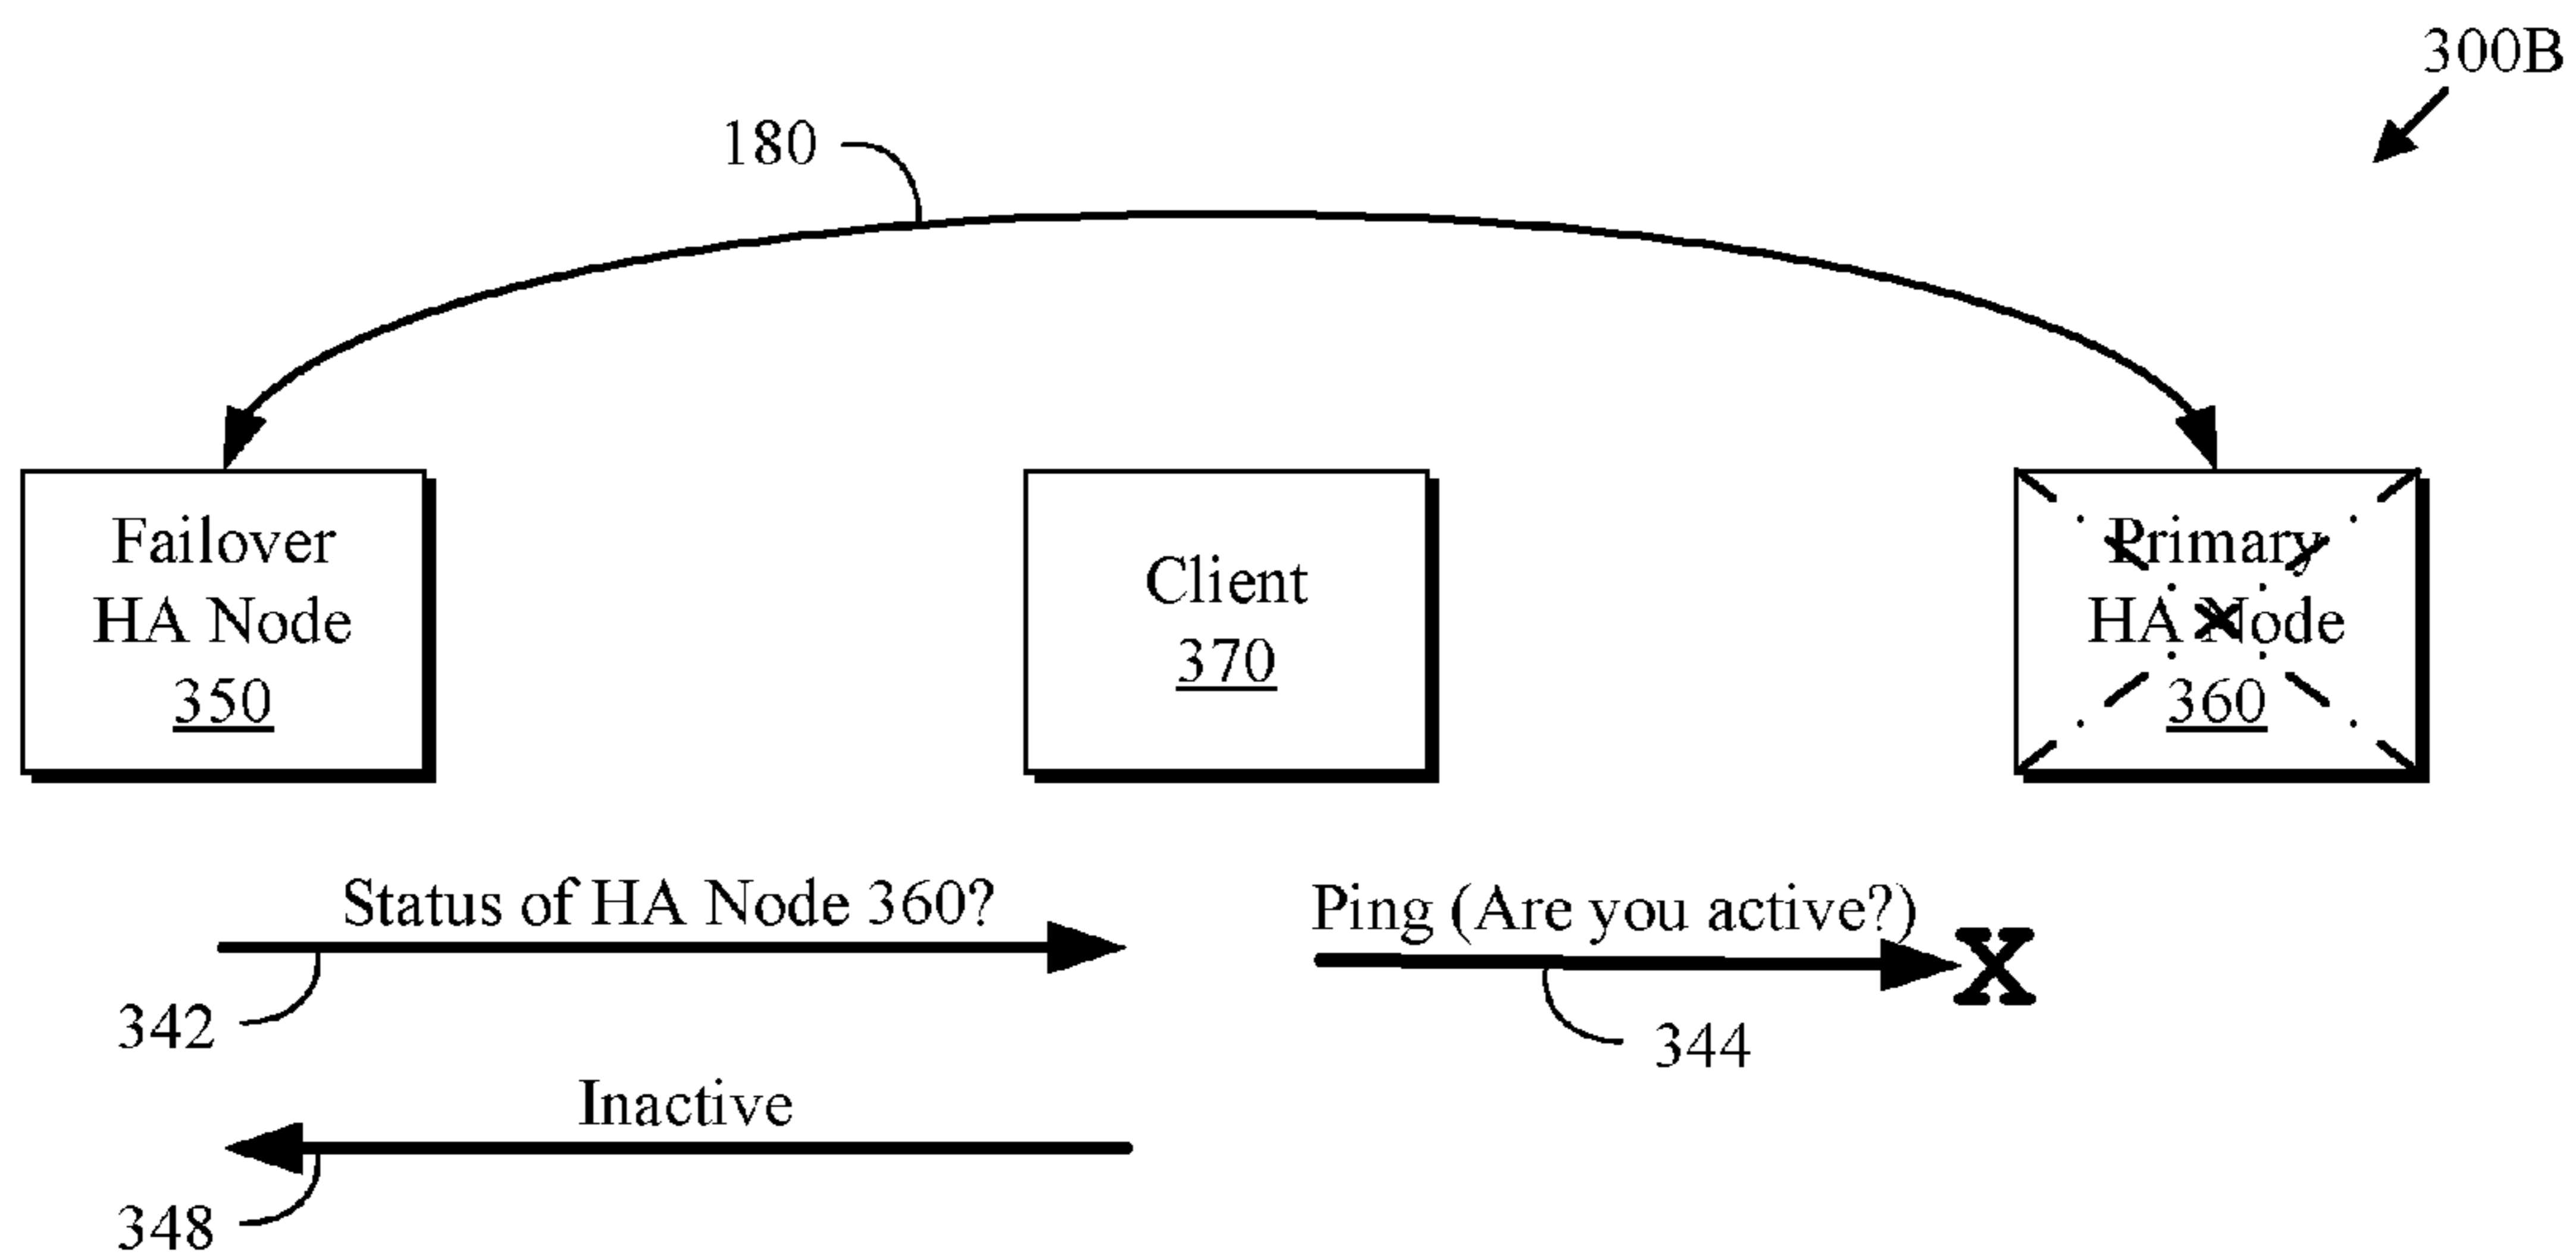 300B
180
Failover
HA Node
350
Client
370
Primary
HA Node
360
Status of HA Node 360?
Ping (Are you active?)
X
342
344
Inactive
348